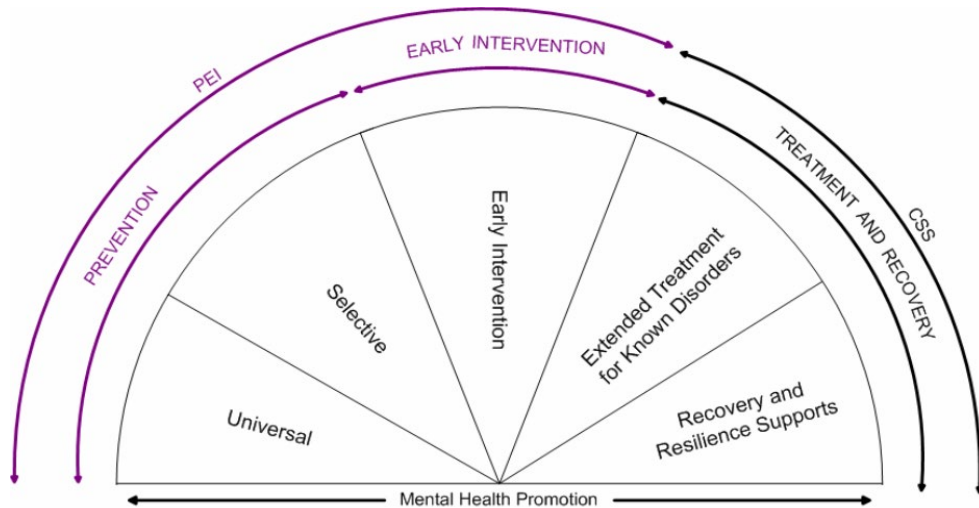 PEI
EARLY INTERVENTION
PREVENTION
TREATMENT AND RECOVERY
CSS
Universal
Selective
Early Intervention
Extended Treatment
for Known Disorders
Recovery and
Resilience Supports
Mental Health Promotion